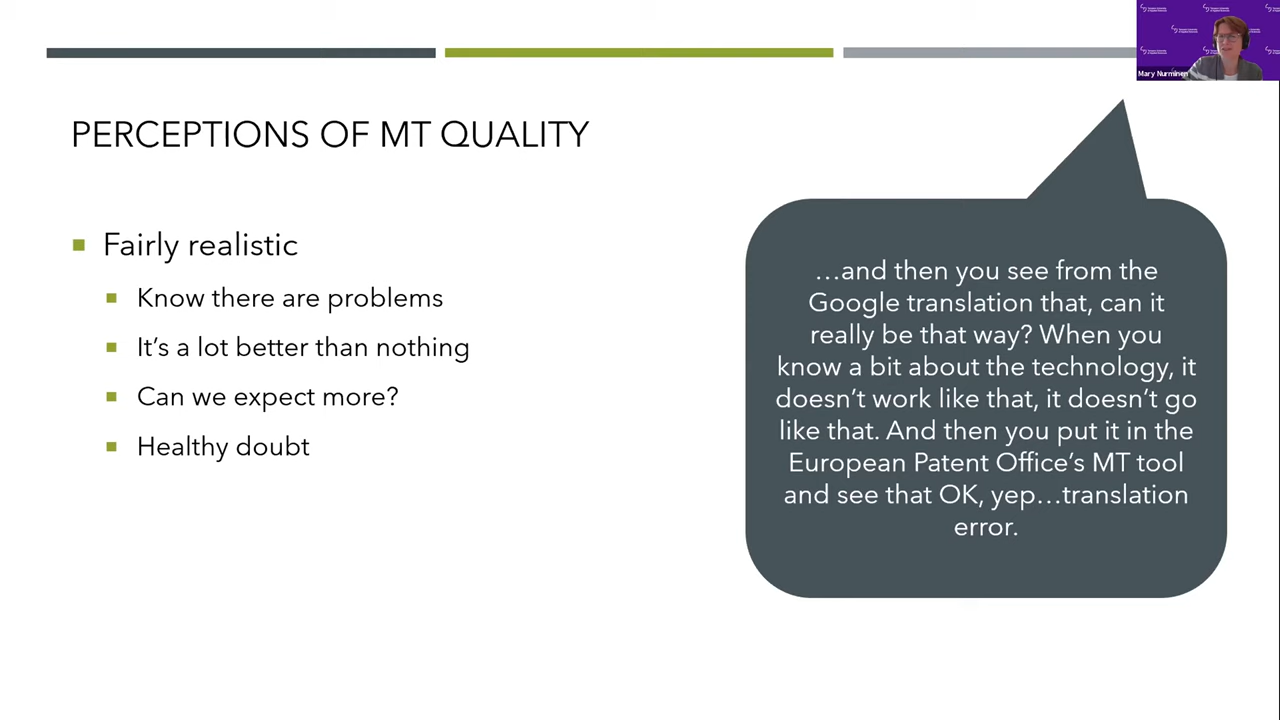 Mary Nurminen
PERCEPTIONS OF MT QUALITY
Fairly realistic
Know there are problems
It’s a lot better than nothing
Can we expect more?
Healthy doubt
…and then you see from the
Google translation that, can it
really be that way? When you
know a bit about the technology, it
doesn’t work like that, it doesn’t go
like that. And then you put it in the
European Patent Office’s MT tool
and see that OK, yep…translation
error.